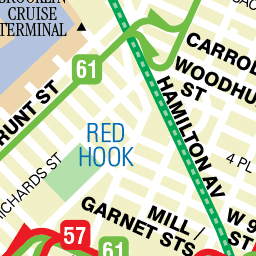 BROOKLYN
CRUISE
TERMINAL
CARROL
WOODHU
ST
61
HAMILTON AV
RUNT ST
RED
HOOK
4 PL
ICHARDS ST
MILL /
GARNET STS
W 9
ST
57
61